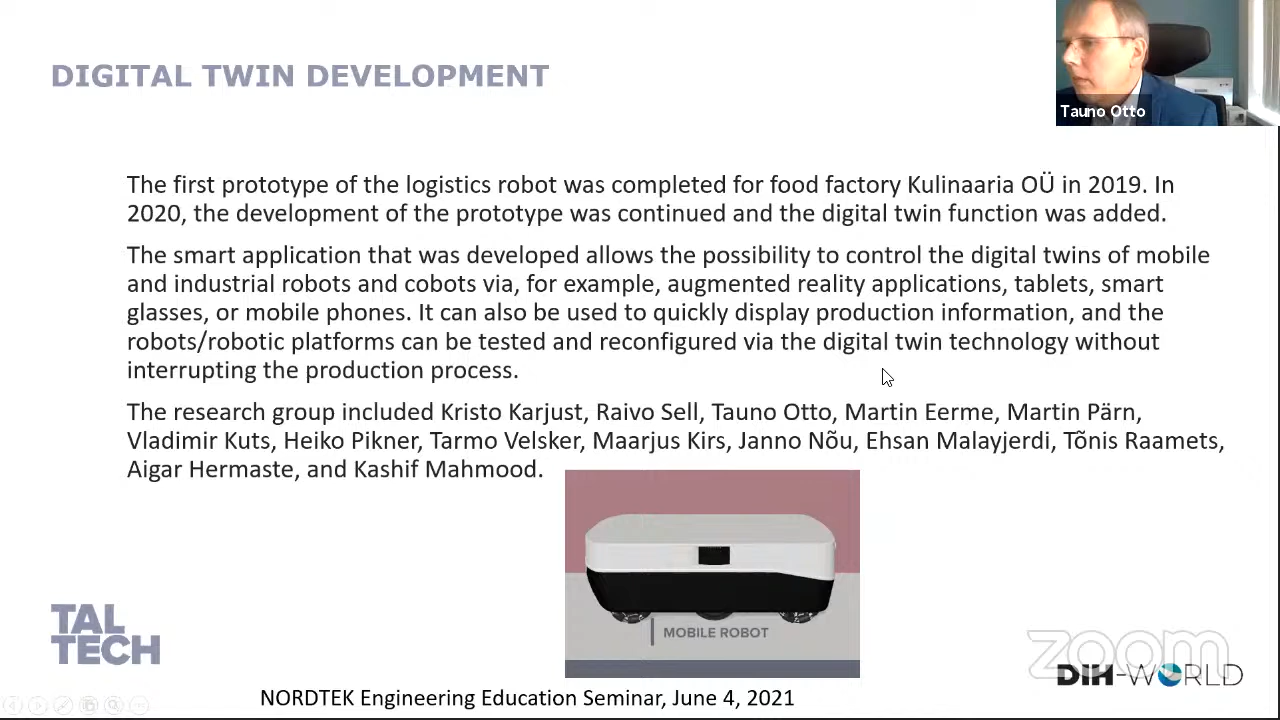 DIGITAL TWIN DEVELOPMENT
Tauno Otto
The first prototype of the logistics robot was completed for food factory Kulinaaria OÜ in 2019. In
2020, the development of the prototype was continued and the digital twin function was added.
The smart application that was developed allows the possibility to control the digital twins of mobile
and industrial robots and cobots via, for example, augmented reality applications, tablets, smart
glasses, or mobile phones. It can also be used to quickly display production information, and the
robots/robotic platforms can be tested and reconfigured via the digital twin technology without
interrupting the production process.
The research group included Kristo Karjust, Raivo Sell, Tauno Otto, Martin Eerme, Martin Pärn,
Vladimir Kuts, Heiko Pikner, Tarmo Velsker, Maarjus Kirs, Janno Nõu, Ehsan Malayjerdi, Tõnis Raamets,
Aigar Hermaste, and Kashif Mahmood.
MOBILE ROBOT
TAL
TECH
zoom
DIH-WORLD
NORDTEK Engineering Education Seminar, June 4, 2021